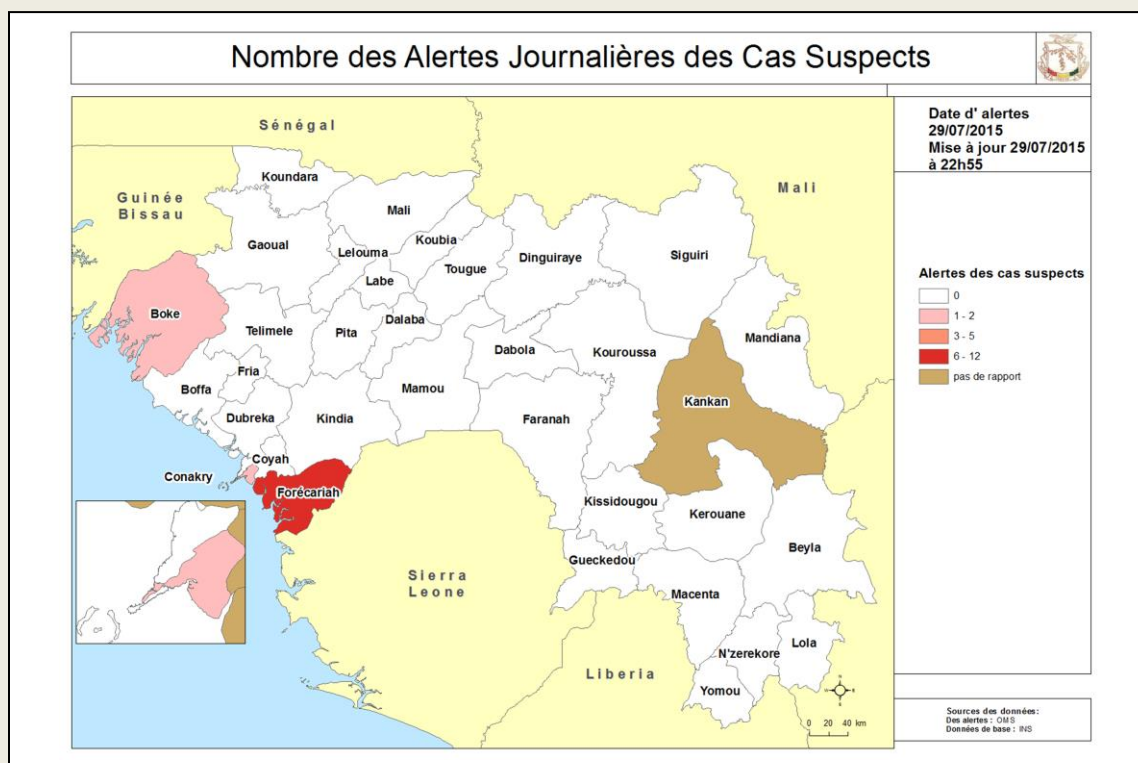 Nombre des Alertes Journalières des Cas Suspects
Date d' alertes
29/07/2015
Mise à jour 29/07/2015
à 22h55
Sénégal
Guinée
Bissau
Mali
Koundara
Mali
Koubia
Gaoual
Lelouma
Labe
Tougue
Dinguiraye
Siguiri
Boke
Telimele
Pita
Dalaba
Dabola
Kouroussa
Mandiana
Fria
Boffa
Mamou
Kankan
Dubreka
Kindia
Faranah
Coyah
Conakry
Forécariah
Kissidougou
Kerouane
Beyla
Gueckedou
Sierra
Leone
Macenta
Liberia
N'zerekore
Lola
Yomou
Alertes des cas suspects
0
1 - 2
3 - 5
6 - 12
pas de rapport
N
W E
S
0 20 40 km
Sources des données:
Des alertes : OMS
Données de base : INS